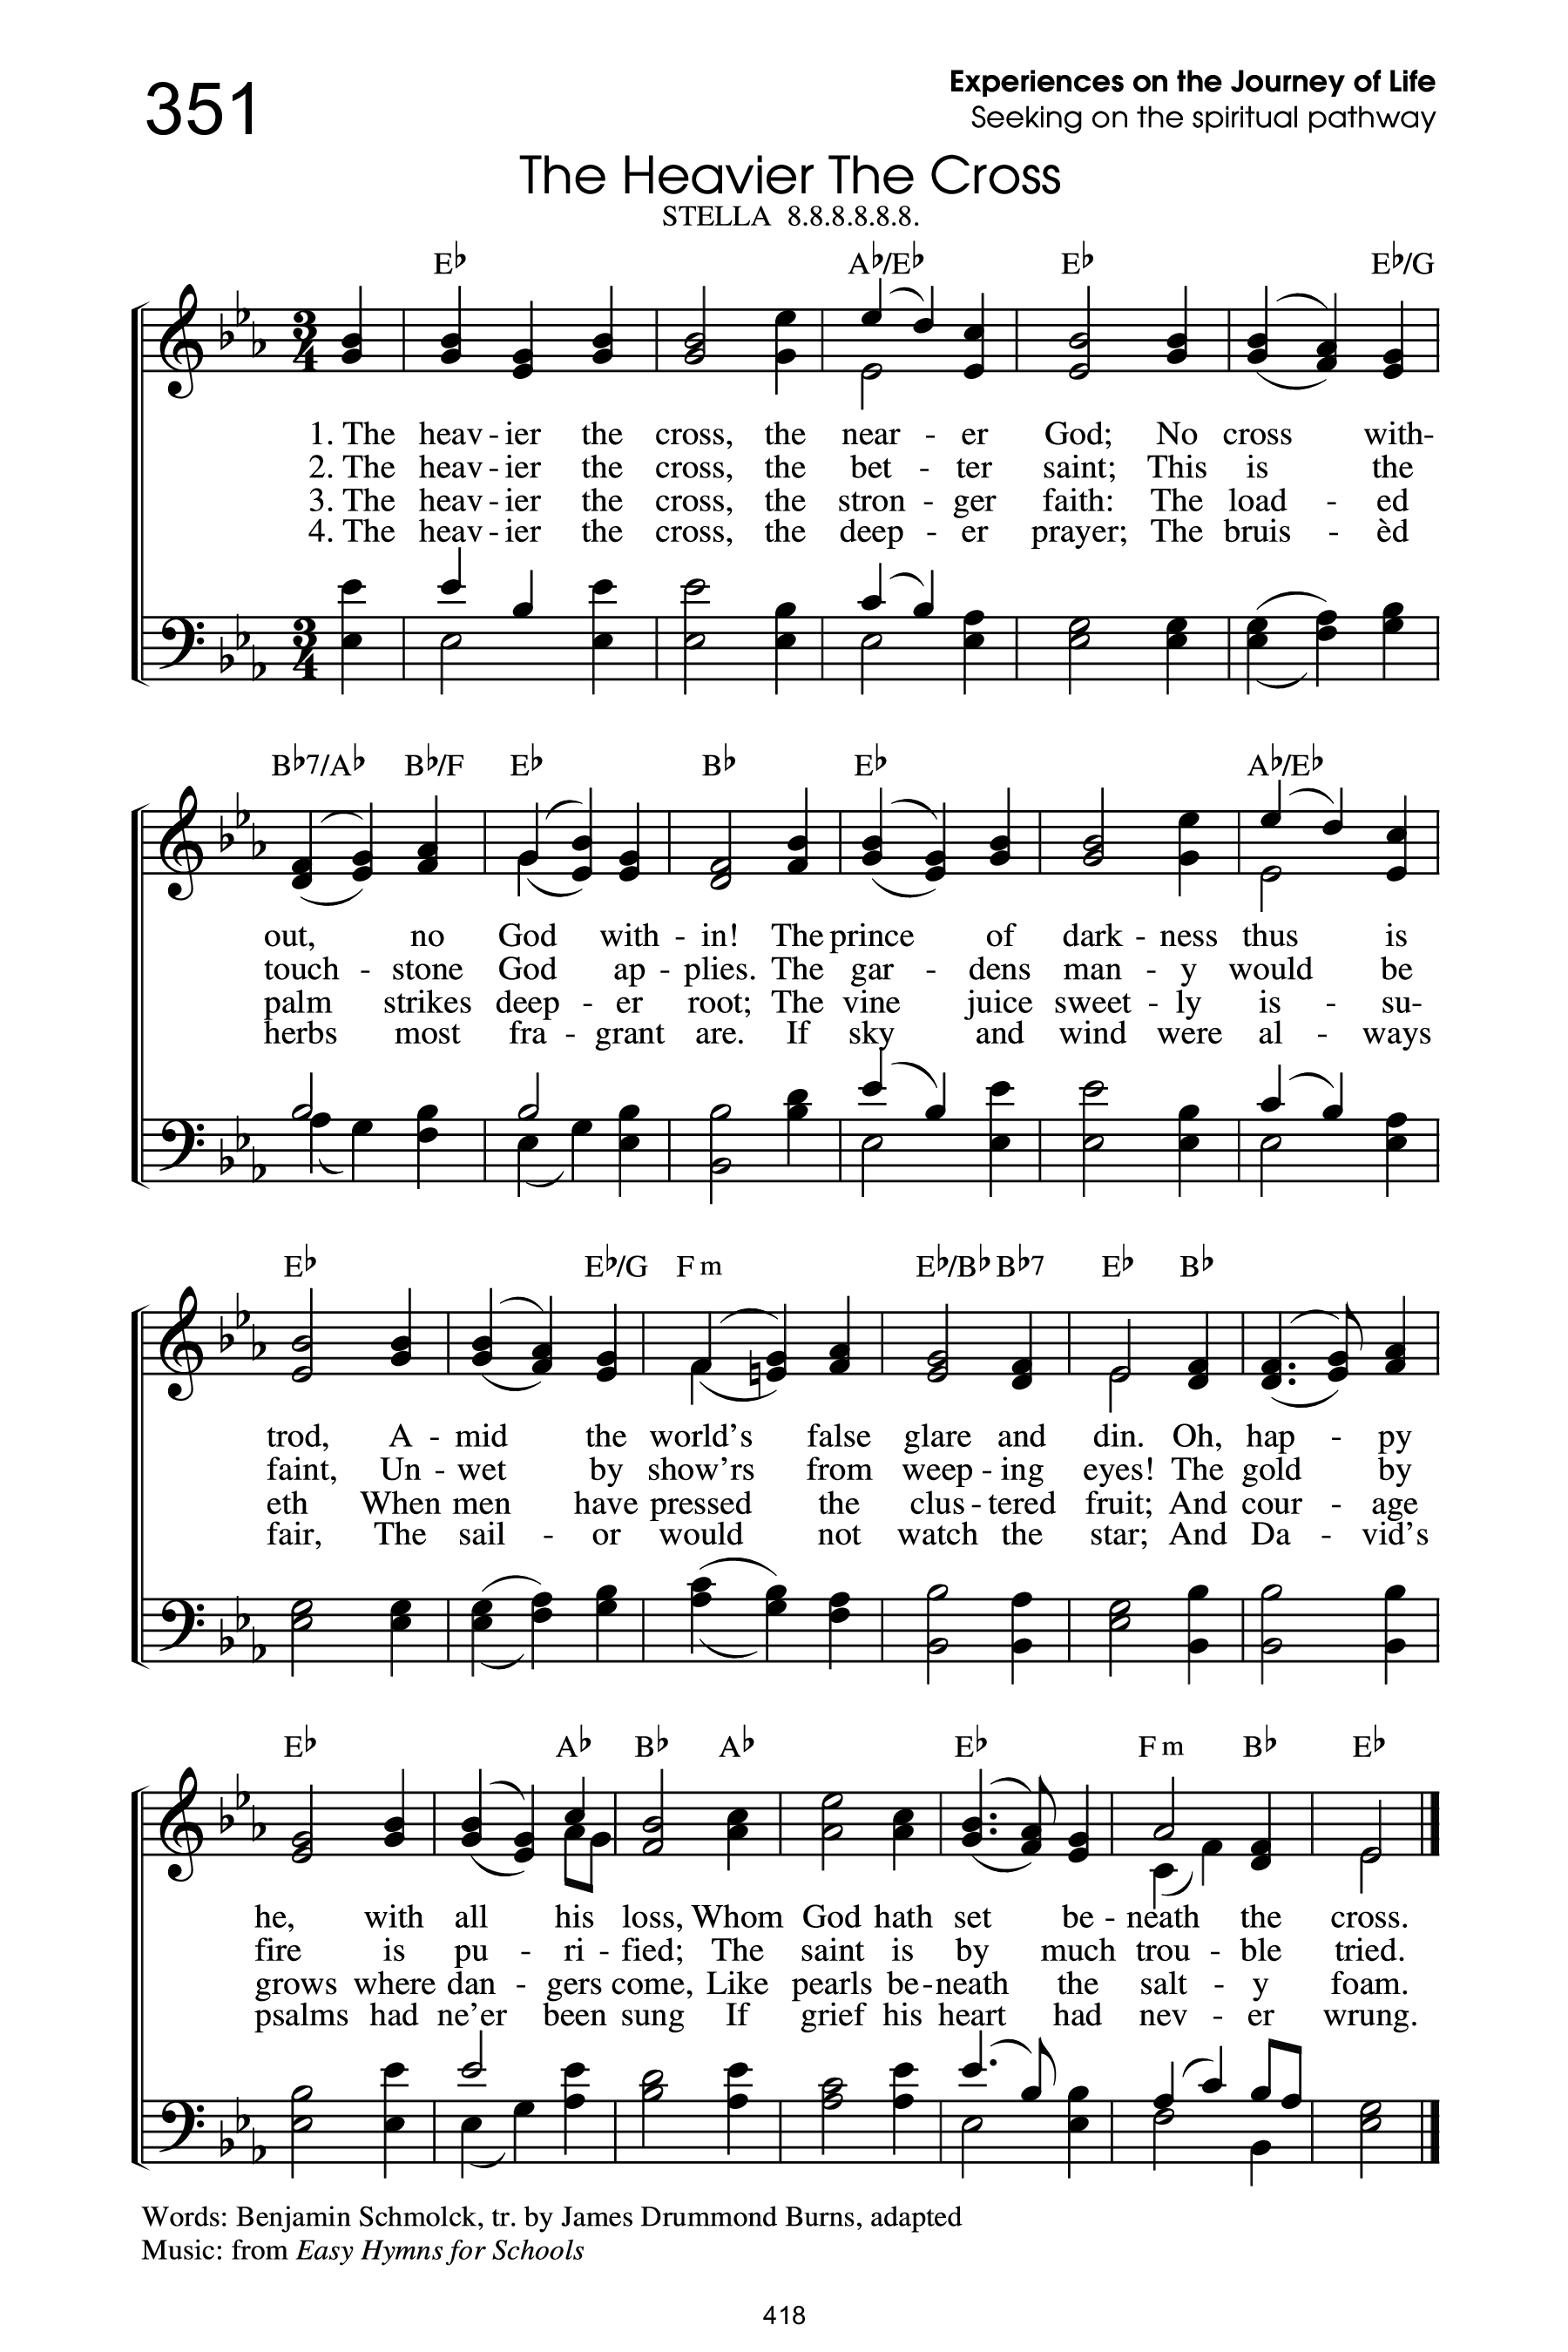 351
Experiences on the Journey of Life
Seeking on the spiritual pathway
The Heavier The Cross
STELLA 8.8.8.8.8.8.
E♭ A♭/E♭ E♭ E♭/G
1. The heav - ier the cross, the near - er God; No cross with-
2. The heav - ier the cross, the bet - ter saint; This is the
3. The heav - ier the cross, the stron - ger faith: The load - ed
4. The heav - ier the cross, the deep - er prayer; The bruis - èd
B♭7/A♭ B♭/F E♭ B♭ E♭ A♭/E♭
out, no God with - in! The prince of dark - ness thus is
touch - stone God ap - plies. The gar - dens man - y would be
palm strikes deep - er root; The vine juice sweet - ly is - su-
herbs most fra - grant are. If sky and wind were al - ways
E♭ E♭/G F m E♭/B♭ B♭7 E♭ B♭
trod, A - mid the world's false glare and din. Oh, hap - py
faint, Un - wet by show'rs from weep - ing eyes! The gold by
eth When men have pressed the clus - tered fruit; And cour - age
fair, The sail - or would not watch the star; And Da - vid's
E♭ A♭ B♭ A♭ E♭ F m B♭ E♭
he, with all his loss, Whom God hath set be - neath the cross.
fire is pu - ri - fied; The saint is by much trou - ble tried.
grows where dan - gers come, Like pearls be - neath the salt - y foam.
psalms had ne'er been sung If grief his heart had nev - er wrung.
Words: Benjamin Schmolck, tr. by James Drummond Burns, adapted
Music: from Easy Hymns for Schools
418